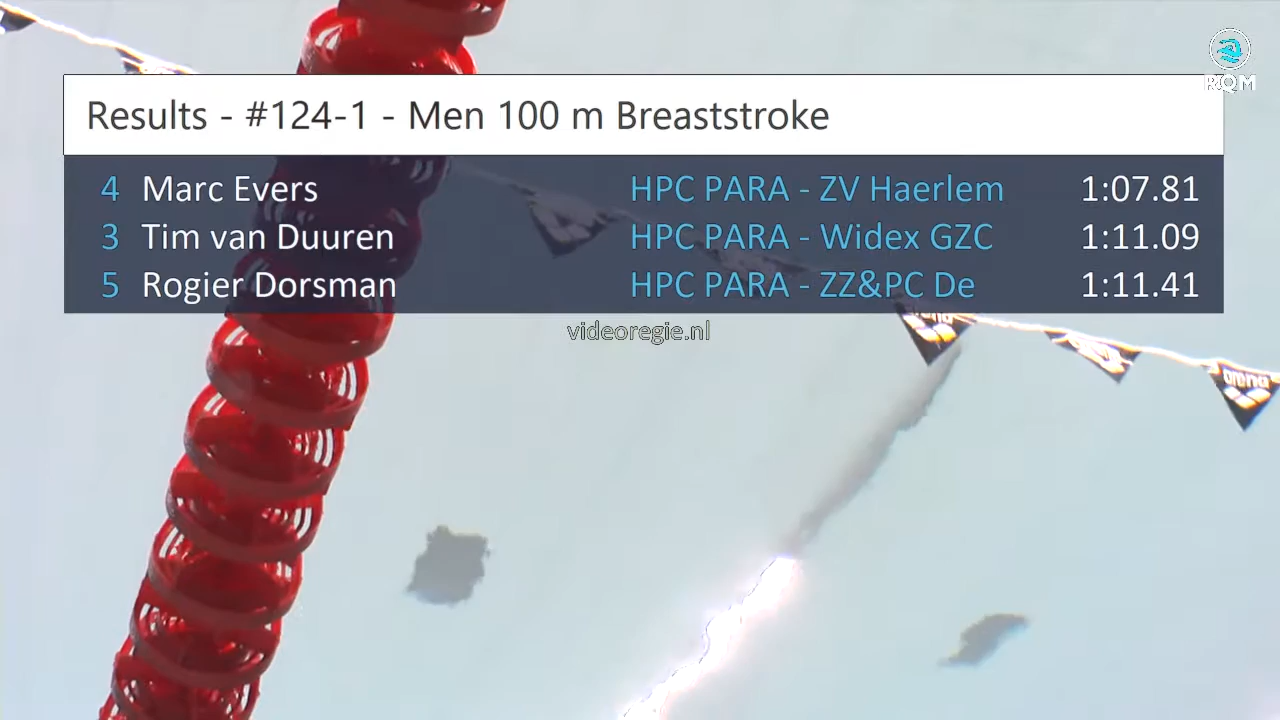 RQM
Results - #124-1 - Men 100 m Breaststroke
4 Marc Evers HPC PARA - ZV Haerlem 1:07.81
3 Tim van Duuren HPC PARA - Widex GZC 1:11.09
5 Rogier Dorsman HPC PARA - ZZ&PC De 1:11.41
videoregie.nl
arena